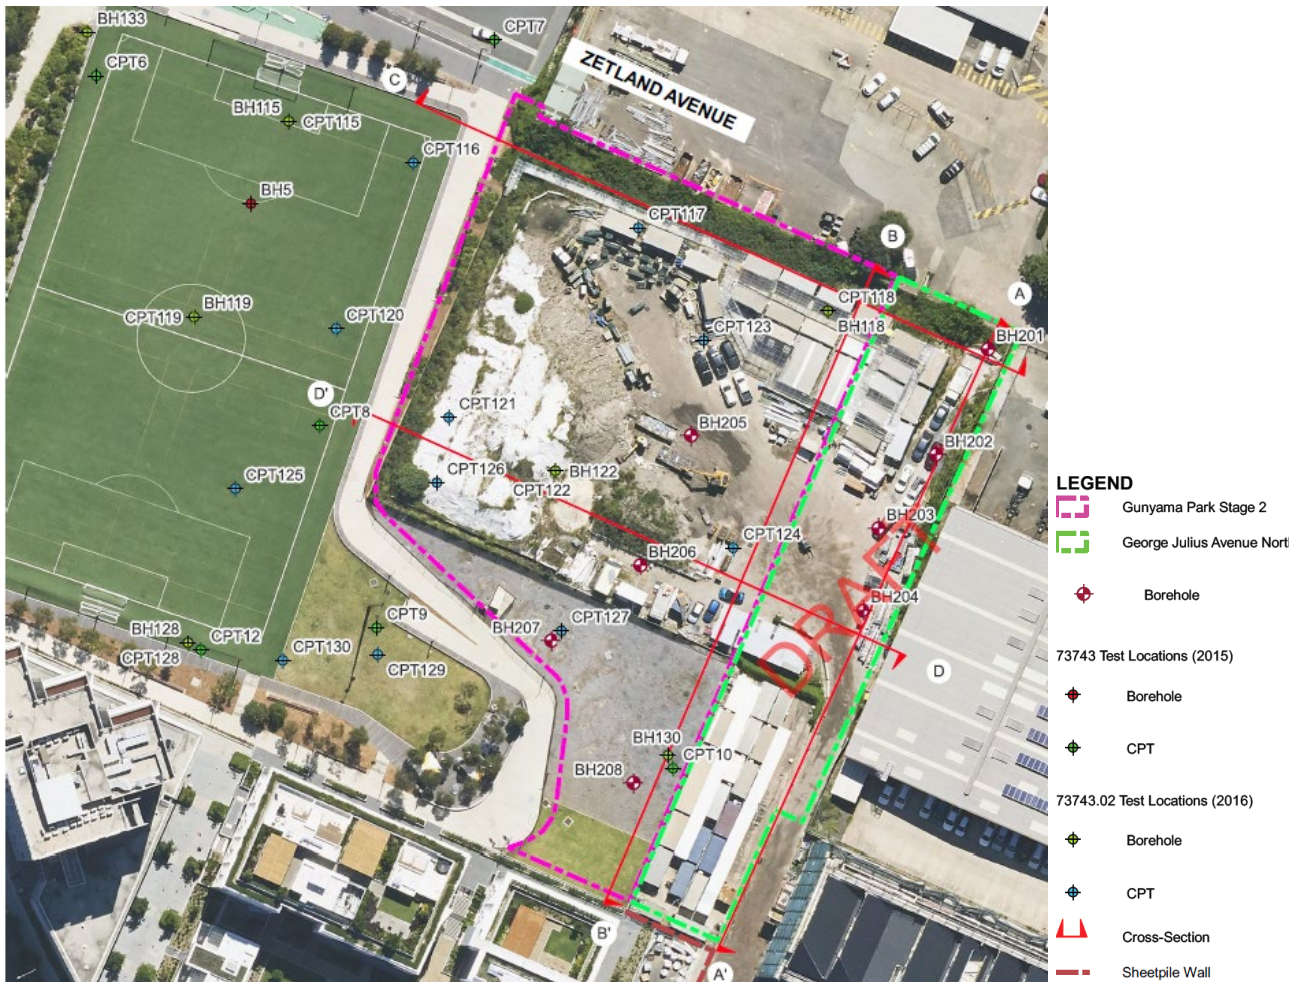 BH133
CPT7
CPT6
ZETLAND AVENUE
C
BH115
CPT115
CPT116
BH5
CPT117
B
A
BH119
CPT119
CPT120
CPT118
BH118
BH201
CPT123
D'
CPT8
CPT121
BH205
BH202
CPT126
BH122
CPT122
CPT125
BH203
LEGEND
Gunyama Park Stage 2
CPT124
George Julius Avenue Nort
BH206
DRAFT
BH204
Borehole
CPT9
CPT127
BH207
BH128
CPT12
CPT128
CPT130
CPT129
D
73743 Test Locations (2015)
Borehole
BH130
CPT10
CPT
BH208
73743.02 Test Locations (2016)
Borehole
CPT
B'
Cross-Section
A'
Sheetpile Wall